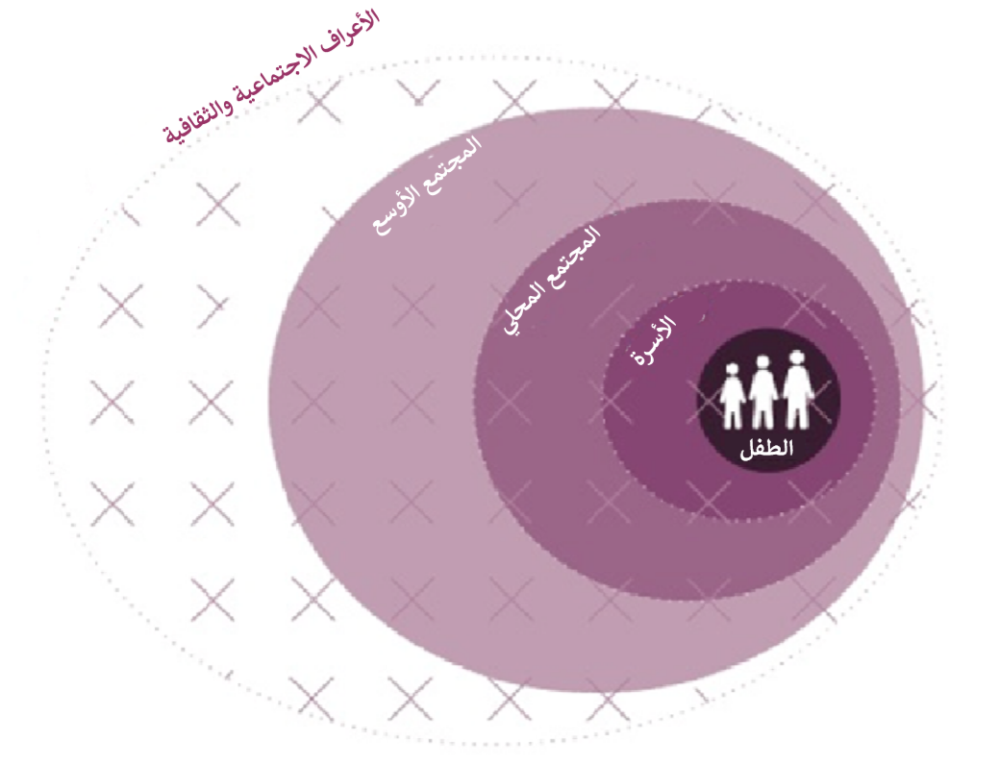 الأعراف الاجتماعية والثقافية
المجتمع الأوسع
المجتمع المحلي
الأسرة
الطفل